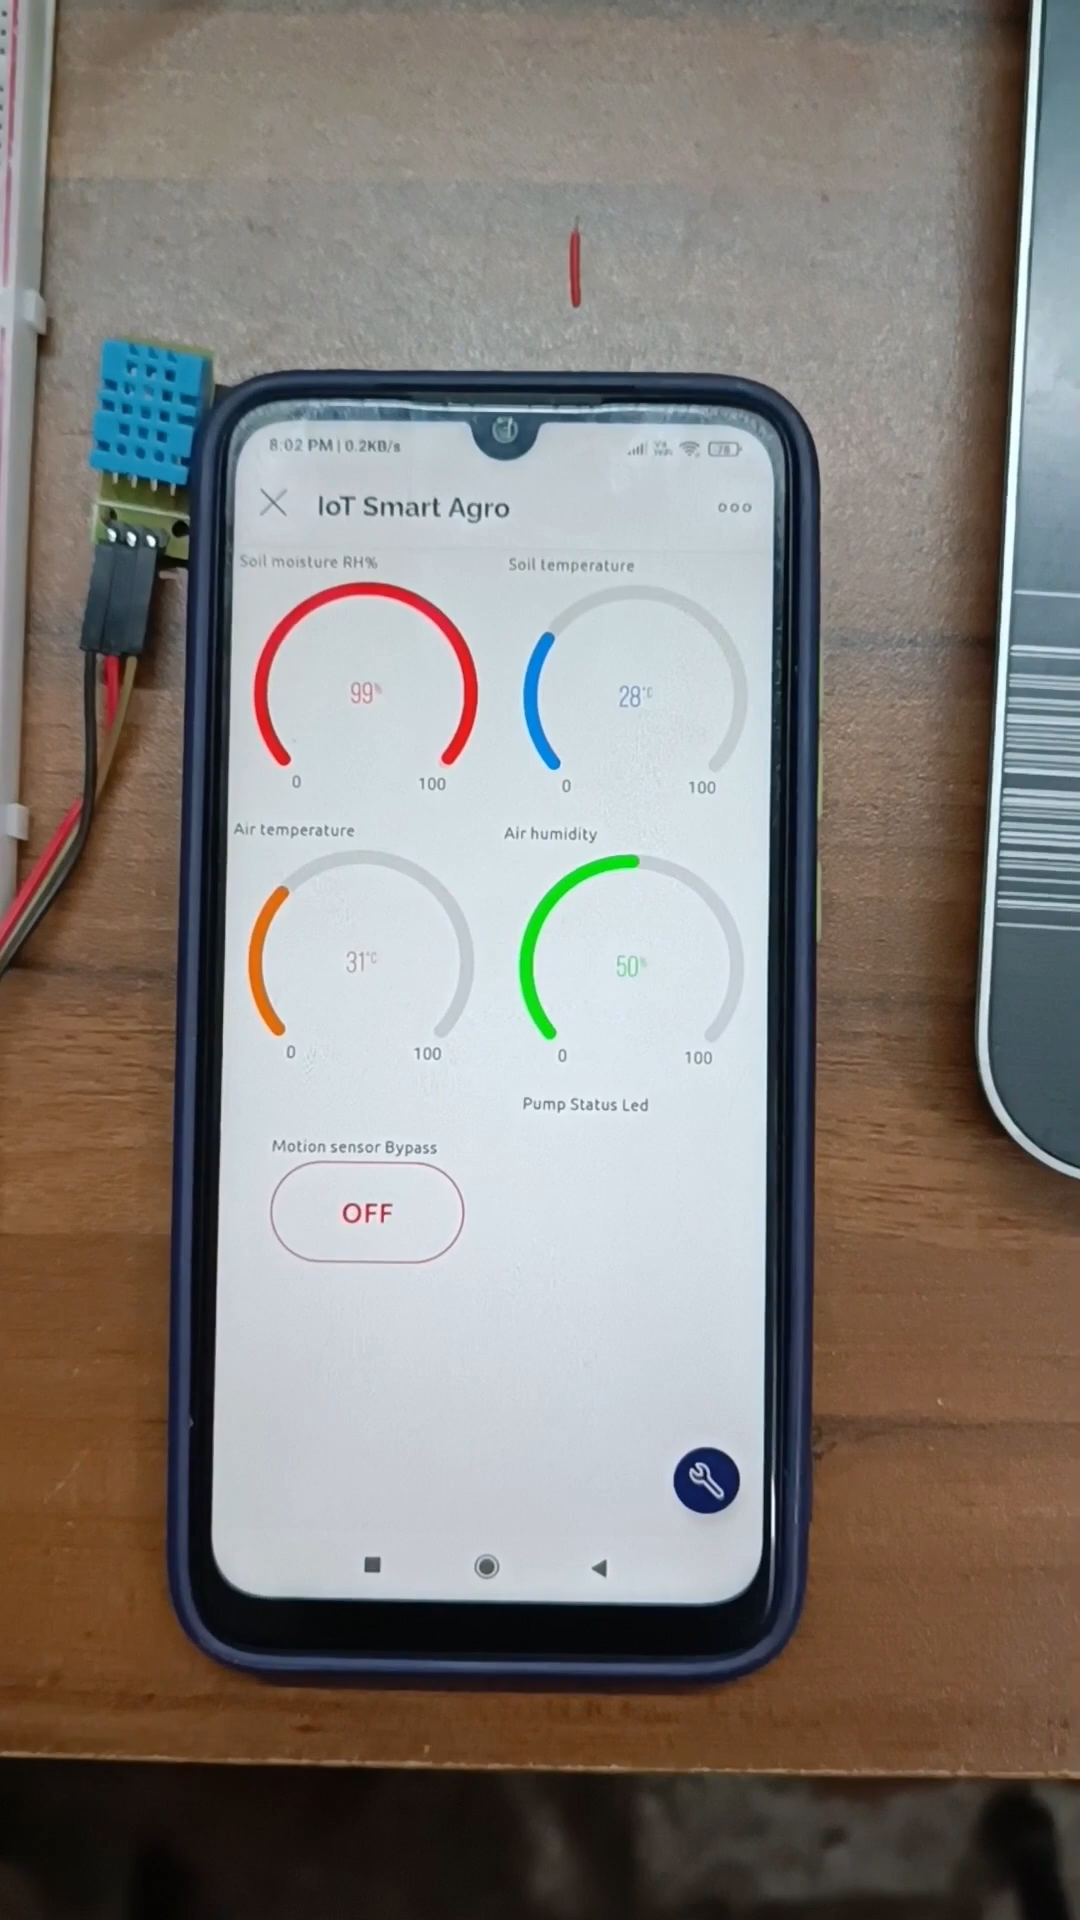 8:02 PM | 0.2KB/s
78
IoT Smart Agro
Soil moisture RH%
Soil temperature
99%
28°C
0
100
0
100
Air temperature
Air humidity
31°C
50%
0
100
0
100
Pump Status Led
Motion sensor Bypass
OFF